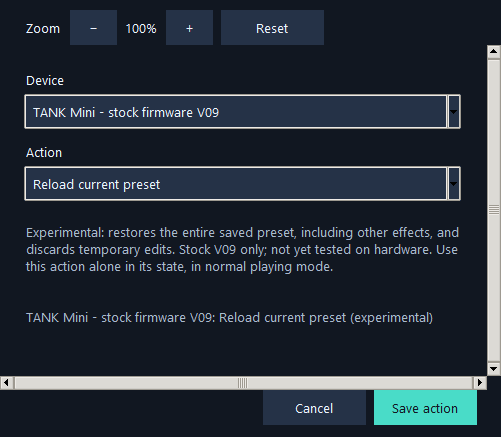 Zoom − 100% + Reset
Device
TANK Mini - stock firmware V09
Action
Reload current preset
Experimental: restores the entire saved preset, including other effects, and
discards temporary edits. Stock V09 only; not yet tested on hardware. Use
this action alone in its state, in normal playing mode.
TANK Mini - stock firmware V09: Reload current preset (experimental)
Cancel Save action